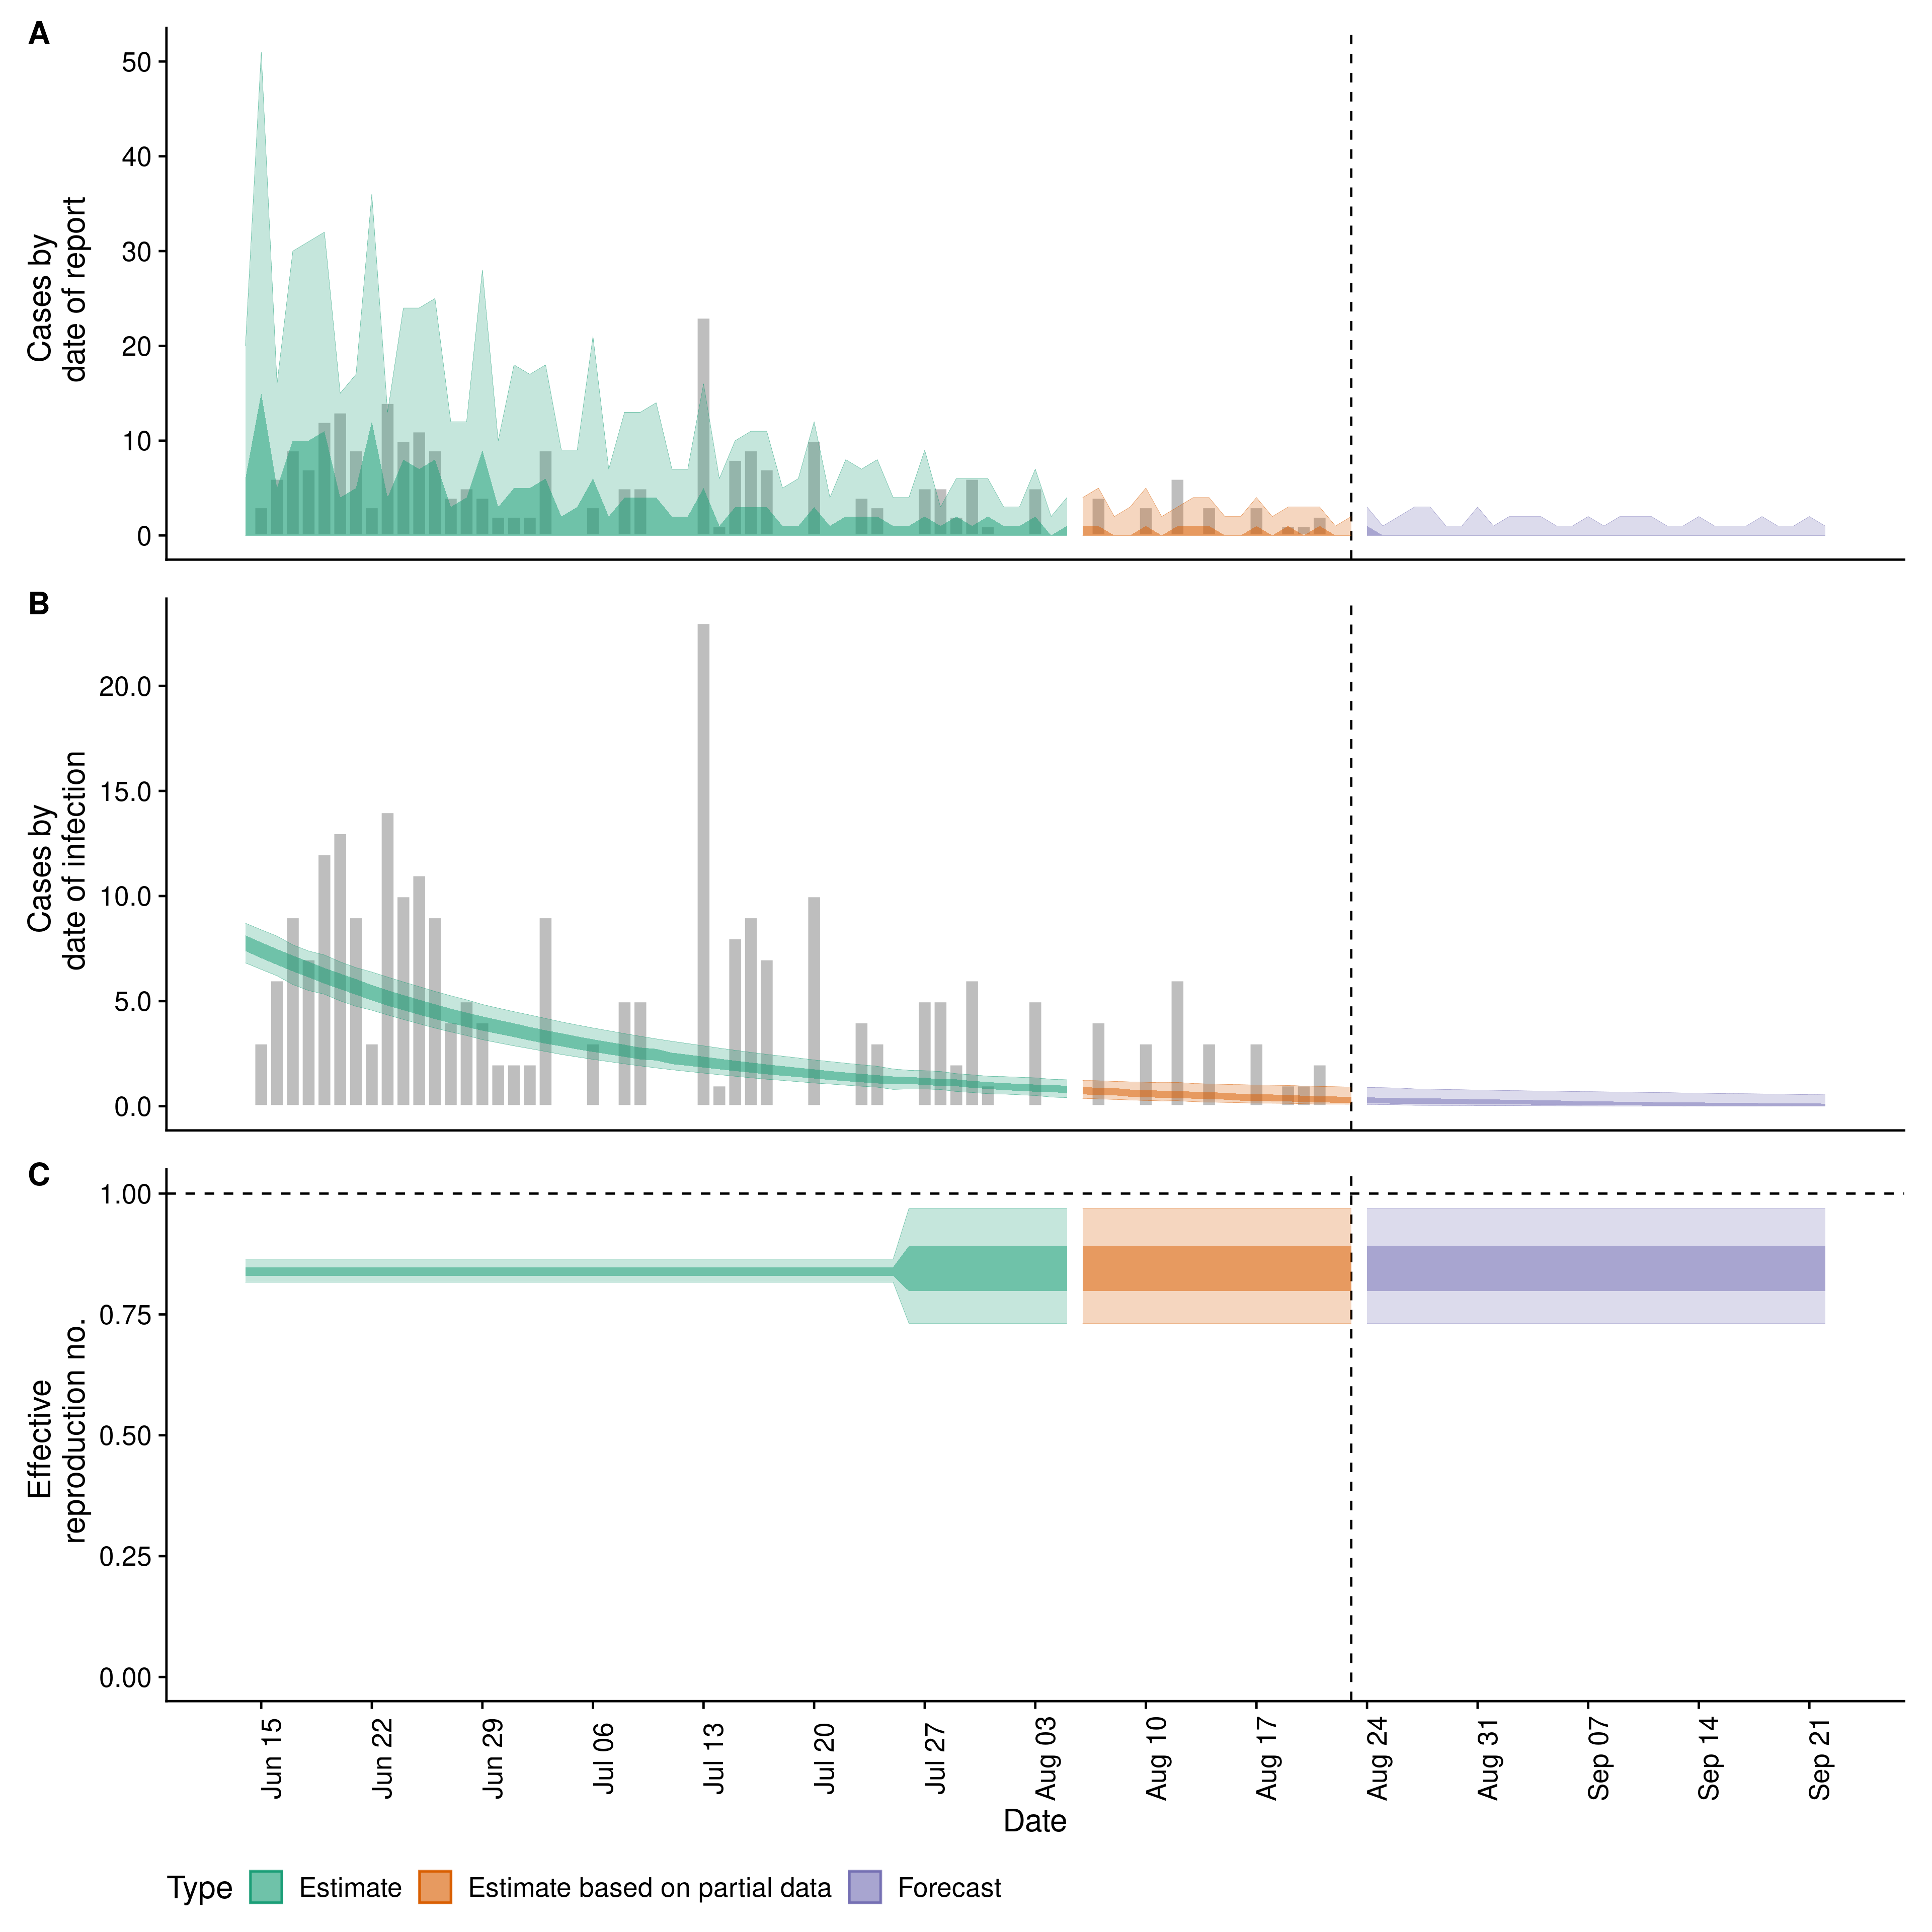 A
50
40
30
20
10
0
Cases by
date of report
B
20.0
15.0
10.0
5.0
0.0
Cases by
date of infection
C
1.00
0.75
0.50
0.25
0.00
Effective
reproduction no.
Jun 15
Jun 22
Jun 29
Jul 06
Jul 13
Jul 20
Jul 27
Aug 03
Aug 10
Aug 17
Aug 24
Aug 31
Sep 07
Sep 14
Sep 21
Date
Type Estimate Estimate based on partial data Forecast